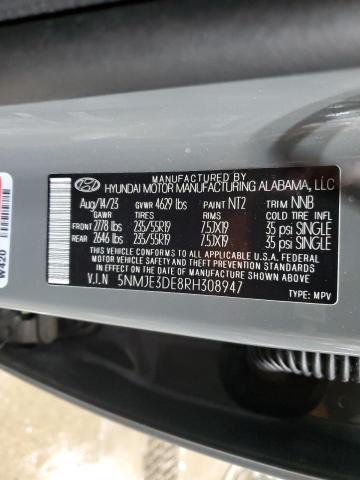 MANUFACTURED BY
HYUNDAI MOTOR MANUFACTURING ALABAMA, LLC
Aug/14/23 GVWR 4629 lbs PAINT NT2 TRIM NNB
GAWR TIRES RIMS COLD TIRE INFL
FRONT 2778 lbs 235/55R19 7.5JX19 35 psi SINGLE
REAR 2646 lbs 235/55R19 7.5JX19 35 psi SINGLE
THIS VEHICLE CONFORMS TO ALL APPLICABLE U.S.A. FEDERAL MOTOR
VEHICLE SAFETY, BUMPER, AND THEFT PREVENTION STANDARDS IN
EFFECT ON THE DATE OF MANUFACTURE SHOWN ABOVE.
V.I.N 5NMJE3DE8RH308947 TYPE: MPV
W420